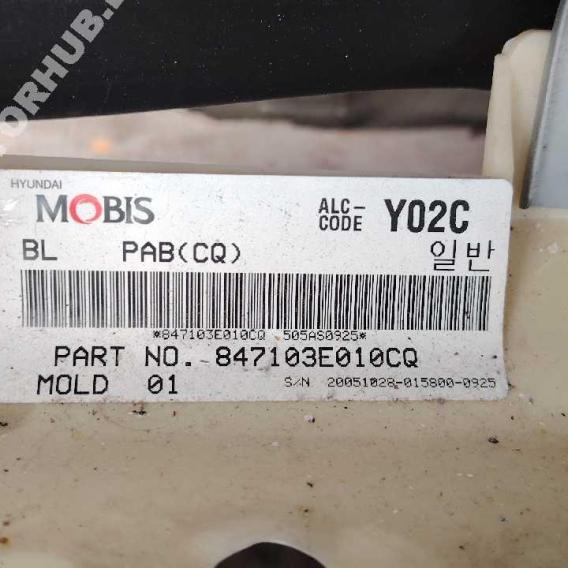 ORHUB.
HYUNDAI
MOBIS
ALC-CODE Y02C
BL PAB(CQ) 일반
*847103E010CQ 505AS0925*
PART NO. 847103E010CQ
MOLD 01 S/N 20051028-015800-0925